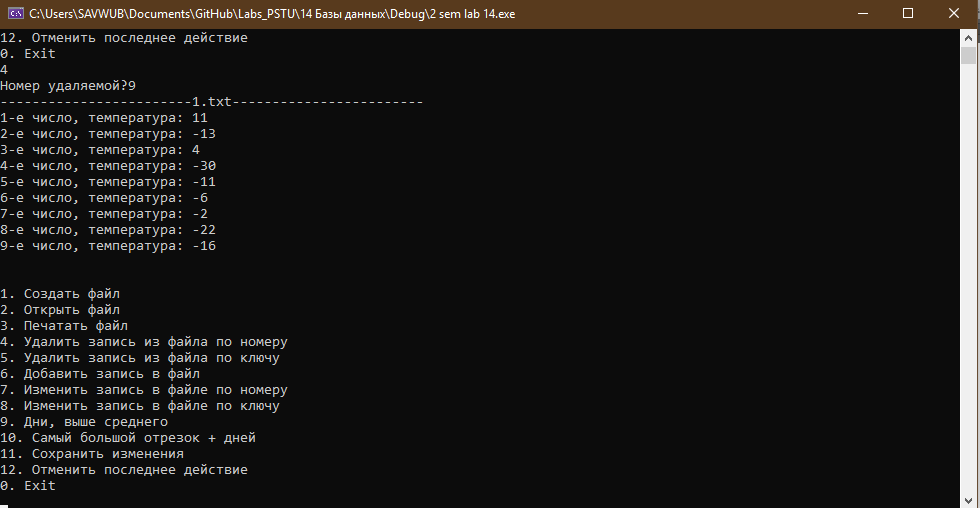 C:\Users\SAVWUB\Documents\GitHub\Labs_PSTU\14 Базы данных\Debug\2 sem lab 14.exe
12. Отменить последнее действие
0. Exit
4
Номер удаляемой?9
------------------------1.txt------------------------
1-е число, температура: 11
2-е число, температура: -13
3-е число, температура: 4
4-е число, температура: -30
5-е число, температура: -11
6-е число, температура: -6
7-е число, температура: -2
8-е число, температура: -22
9-е число, температура: -16
1. Создать файл
2. Открыть файл
3. Печатать файл
4. Удалить запись из файла по номеру
5. Удалить запись из файла по ключу
6. Добавить запись в файл
7. Изменить запись в файле по номеру
8. Изменить запись в файле по ключу
9. Дни, выше среднего
10. Самый большой отрезок + дней
11. Сохранить изменения
12. Отменить последнее действие
0. Exit